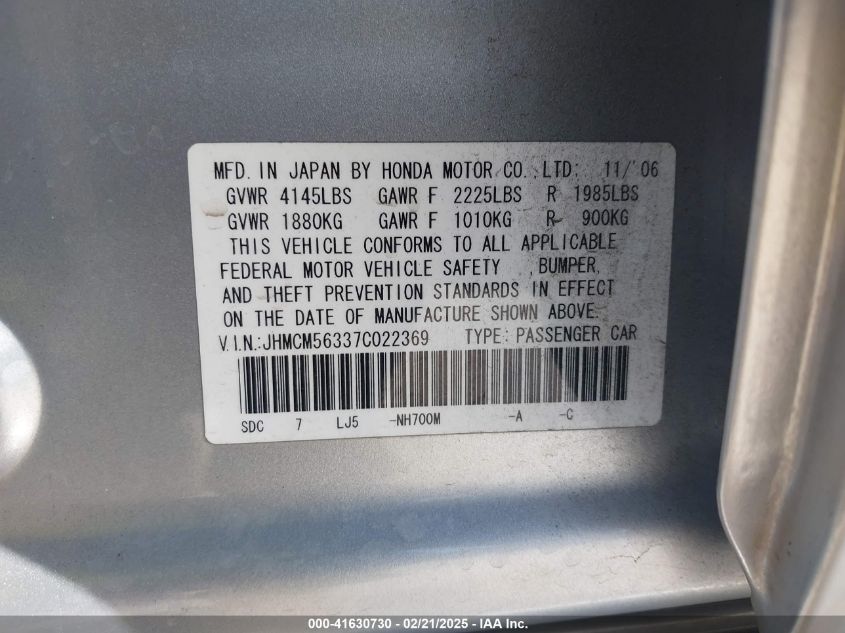 MFD. IN JAPAN BY HONDA MOTOR CO.,LTD: 11/'06
GVWR 4145LBS GAWR F 2225LBS R 1985LBS
GVWR 1880KG GAWR F 1010KG R 900KG
THIS VEHICLE CONFORMS TO ALL APPLICABLE
FEDERAL MOTOR VEHICLE SAFETY ,BUMPER,
AND THEFT PREVENTION STANDARDS IN EFFECT
ON THE DATE OF MANUFACTURE SHOWN ABOVE.
V.I.N.:JHMCM56337C022369 TYPE: PASSENGER CAR
SDC 7 LJ5 -NH700M -A -C
000-41630730 - 02/21/2025 - IAA Inc.